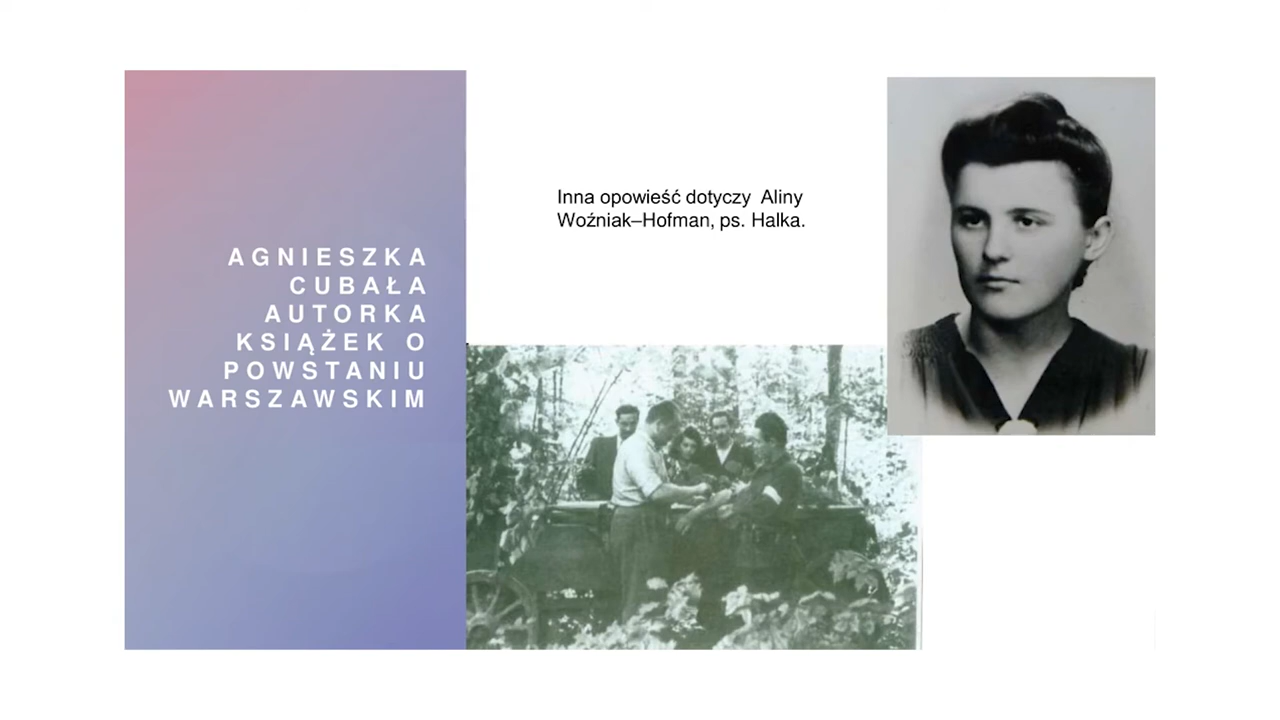 AGNIESZKA
CUBAŁA
AUTORKA
KSIĄŻEK O
POWSTANIU
WARSZAWSKIM
Inna opowieść dotyczy Aliny
Woźniak–Hofman, ps. Halka.